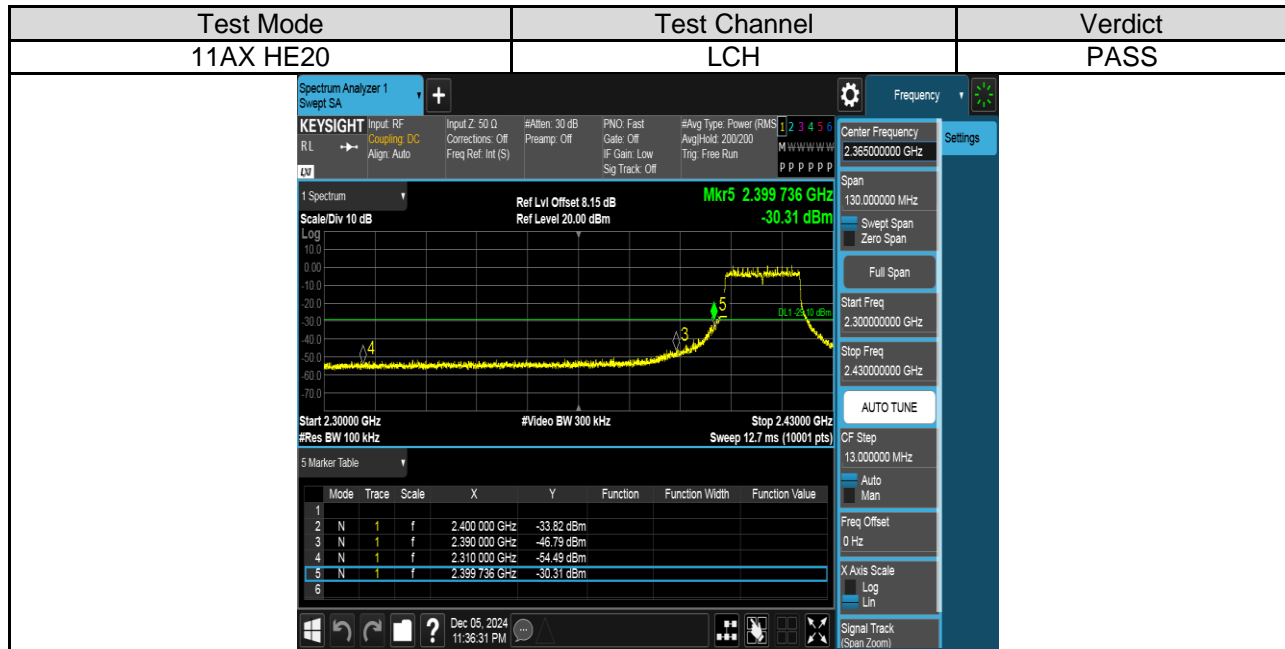 Test Mode Test Channel Verdict
11AX HE20 LCH PASS
Spectrum Analyzer 1
Swept SA
+
Frequency
KEYSIGHT
RL
LXI
Input: RF
Coupling: DC
Align: Auto
Input Z: 50 Ω
Corrections: Off
Freq Ref: Int (S)
#Atten: 30 dB
Preamp: Off
PNO: Fast
Gate: Off
IF Gain: Low
Sig Track: Off
#Avg Type: Power (RMS
Avg|Hold: 200/200
Trig: Free Run
1 2 3 4 5 6
M W W W W W
P P P P P P
1 Spectrum
Scale/Div 10 dB
Ref Lvl Offset 8.15 dB
Ref Level 20.00 dBm
Mkr5 2.399 736 GHz
-30.31 dBm
Log
10.0
0.00
-10.0
-20.0
-30.0
-40.0
-50.0
-60.0
-70.0
4
3
5
DL1 -29.10 dBm
Start 2.30000 GHz #Video BW 300 kHz Stop 2.43000 GHz
#Res BW 100 kHz Sweep 12.7 ms (10001 pts)
5 Marker Table
Mode Trace Scale X Y Function Function Width Function Value
1
2 N 1 f 2.400 000 GHz -33.82 dBm
3 N 1 f 2.390 000 GHz -46.79 dBm
4 N 1 f 2.310 000 GHz -54.49 dBm
5 N 1 f 2.399 736 GHz -30.31 dBm
6
Center Frequency
2.365000000 GHz
Settings
Span
130.000000 MHz
Swept Span
Zero Span
Full Span
Start Freq
2.300000000 GHz
Stop Freq
2.430000000 GHz
AUTO TUNE
CF Step
13.000000 MHz
Auto
Man
Freq Offset
0 Hz
X Axis Scale
Log
Lin
Signal Track
(Span Zoom)
?
Dec 05, 2024
11:36:31 PM